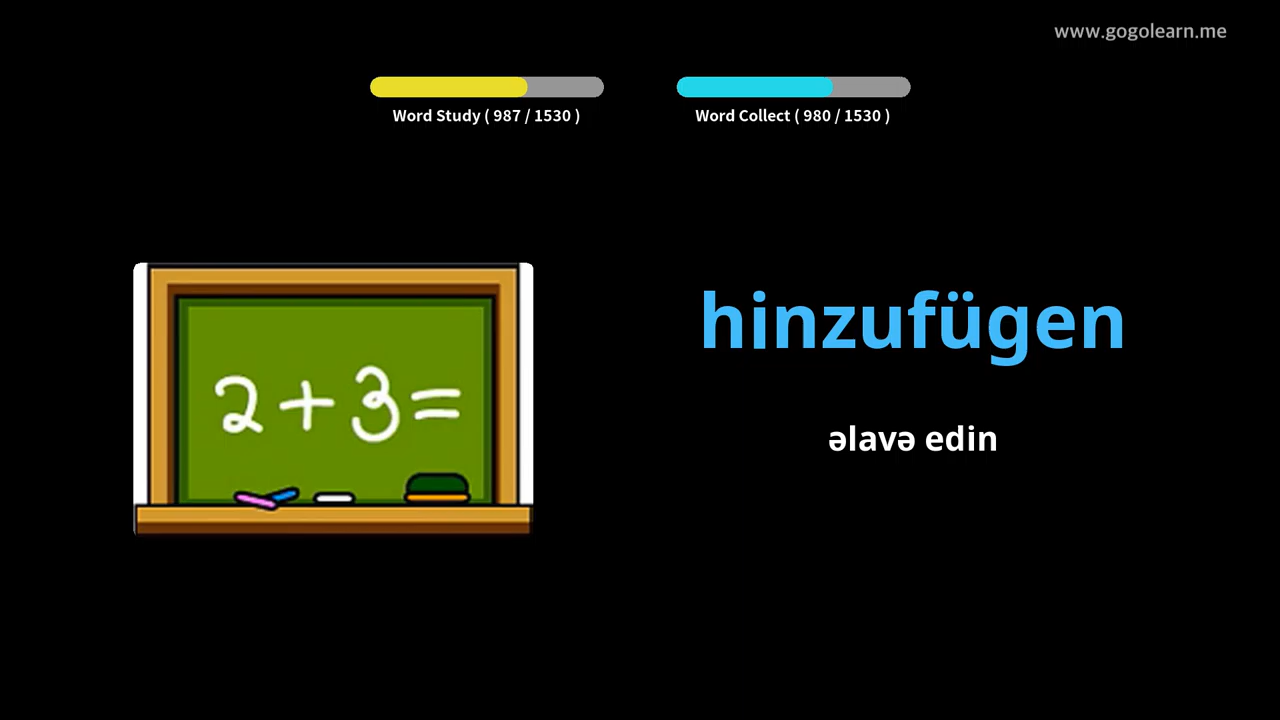 www.gogolearn.me
Word Study ( 987 / 1530 )
Word Collect ( 980 / 1530 )
2 + 3 =
hinzufügen
əlavə edin